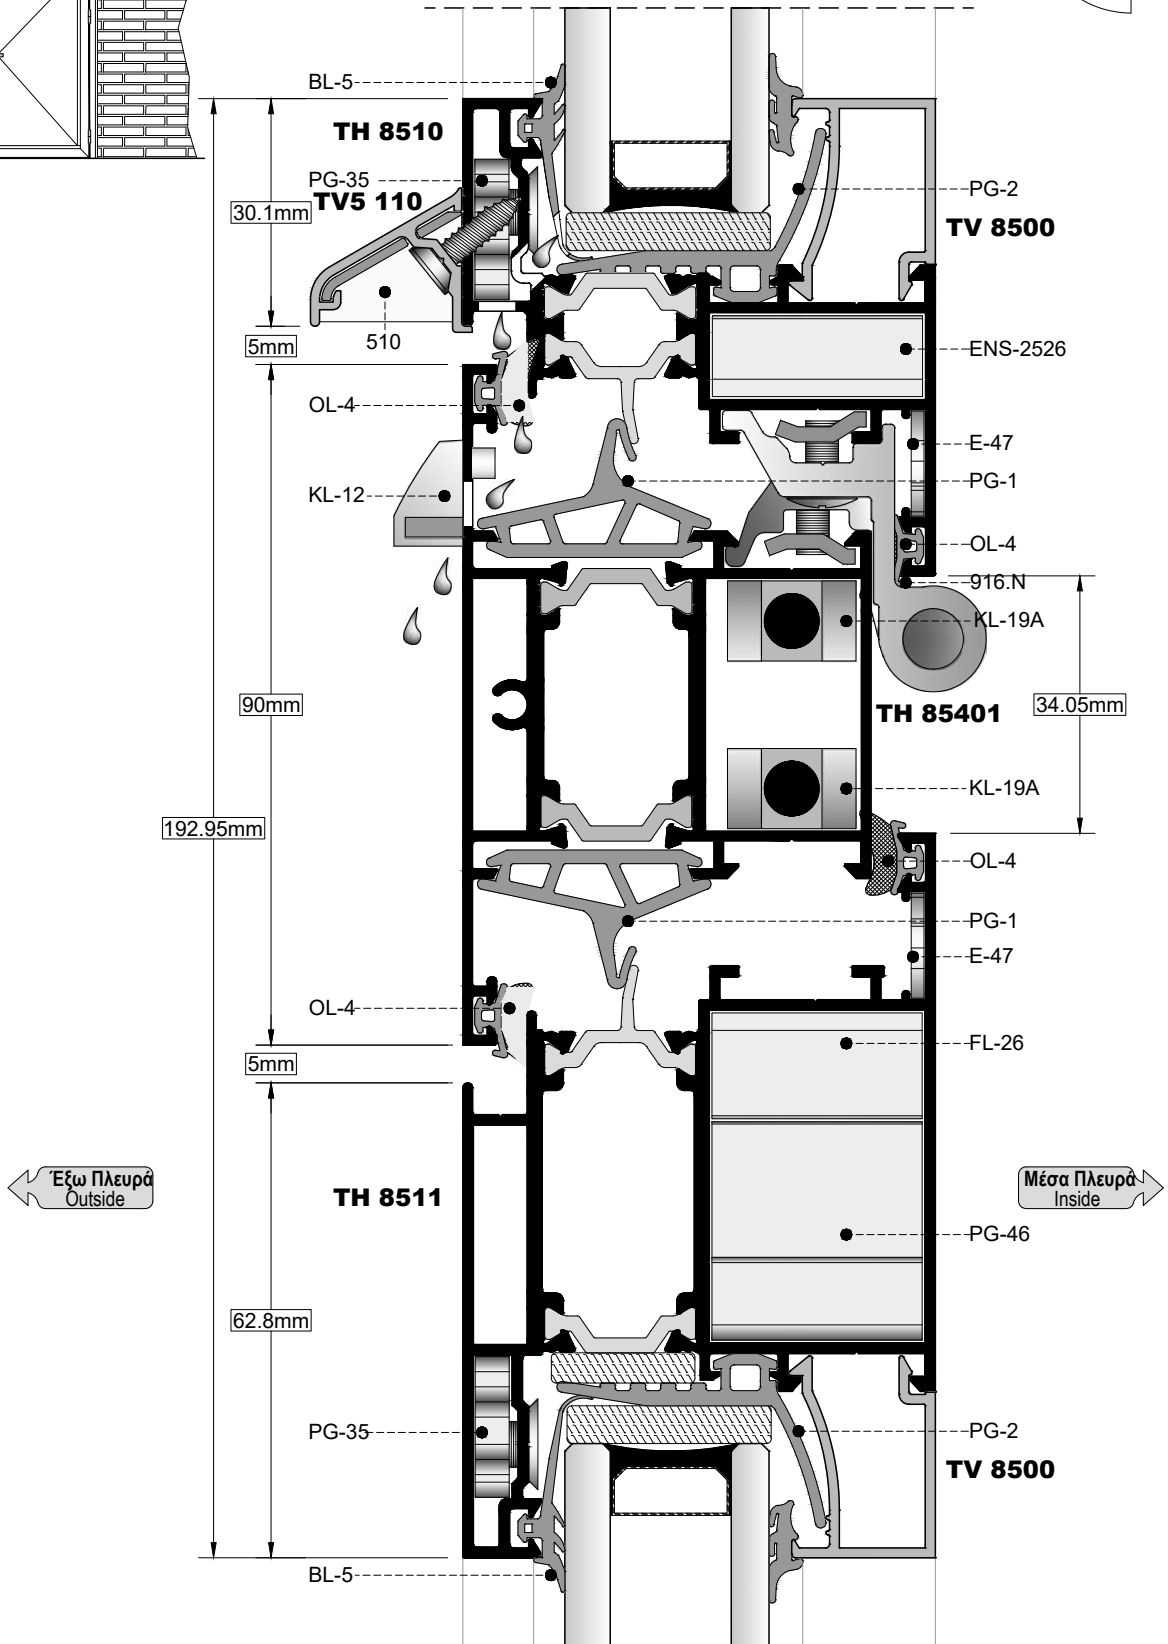 BL-5
TH 8510
PG-35
TV5 110
30.1mm
PG-2
TV 8500
5mm
510
ENS-2526
OL-4
E-47
KL-12
PG-1
OL-4
916.N
KL-19A
90mm
TH 85401
34.05mm
KL-19A
192.95mm
OL-4
PG-1
E-47
OL-4
FL-26
5mm
Έξω Πλευρά
Outside
TH 8511
Μέσα Πλευρά
Inside
PG-46
62.8mm
PG-35
PG-2
TV 8500
BL-5